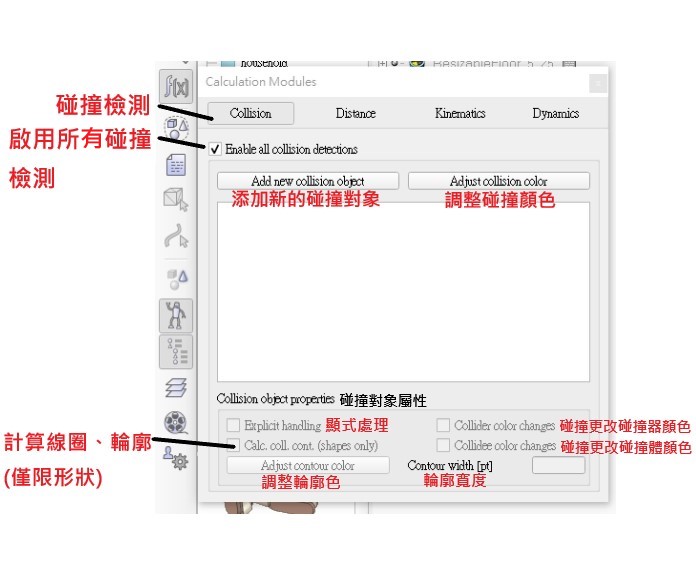 household
ResizableFloor_5_25
Calculation Modules
f(x)
碰撞檢測
Collision
Distance
Kinematics
Dynamics
啟用所有碰撞
檢測
Enable all collision detections
Add new collision object
Adjust collision color
添加新的碰撞對象
調整碰撞顏色
Collision object properties 碰撞對象屬性
Explicit handling 顯式處理
Collider color changes 碰撞更改碰撞器顏色
計算線圈、輪廓
(僅限形狀)
Calc. coll. cont. (shapes only)
Collidee color changes 碰撞更改碰撞體顏色
Adjust contour color
Contour width [pt]
調整輪廓色
輪廓寬度